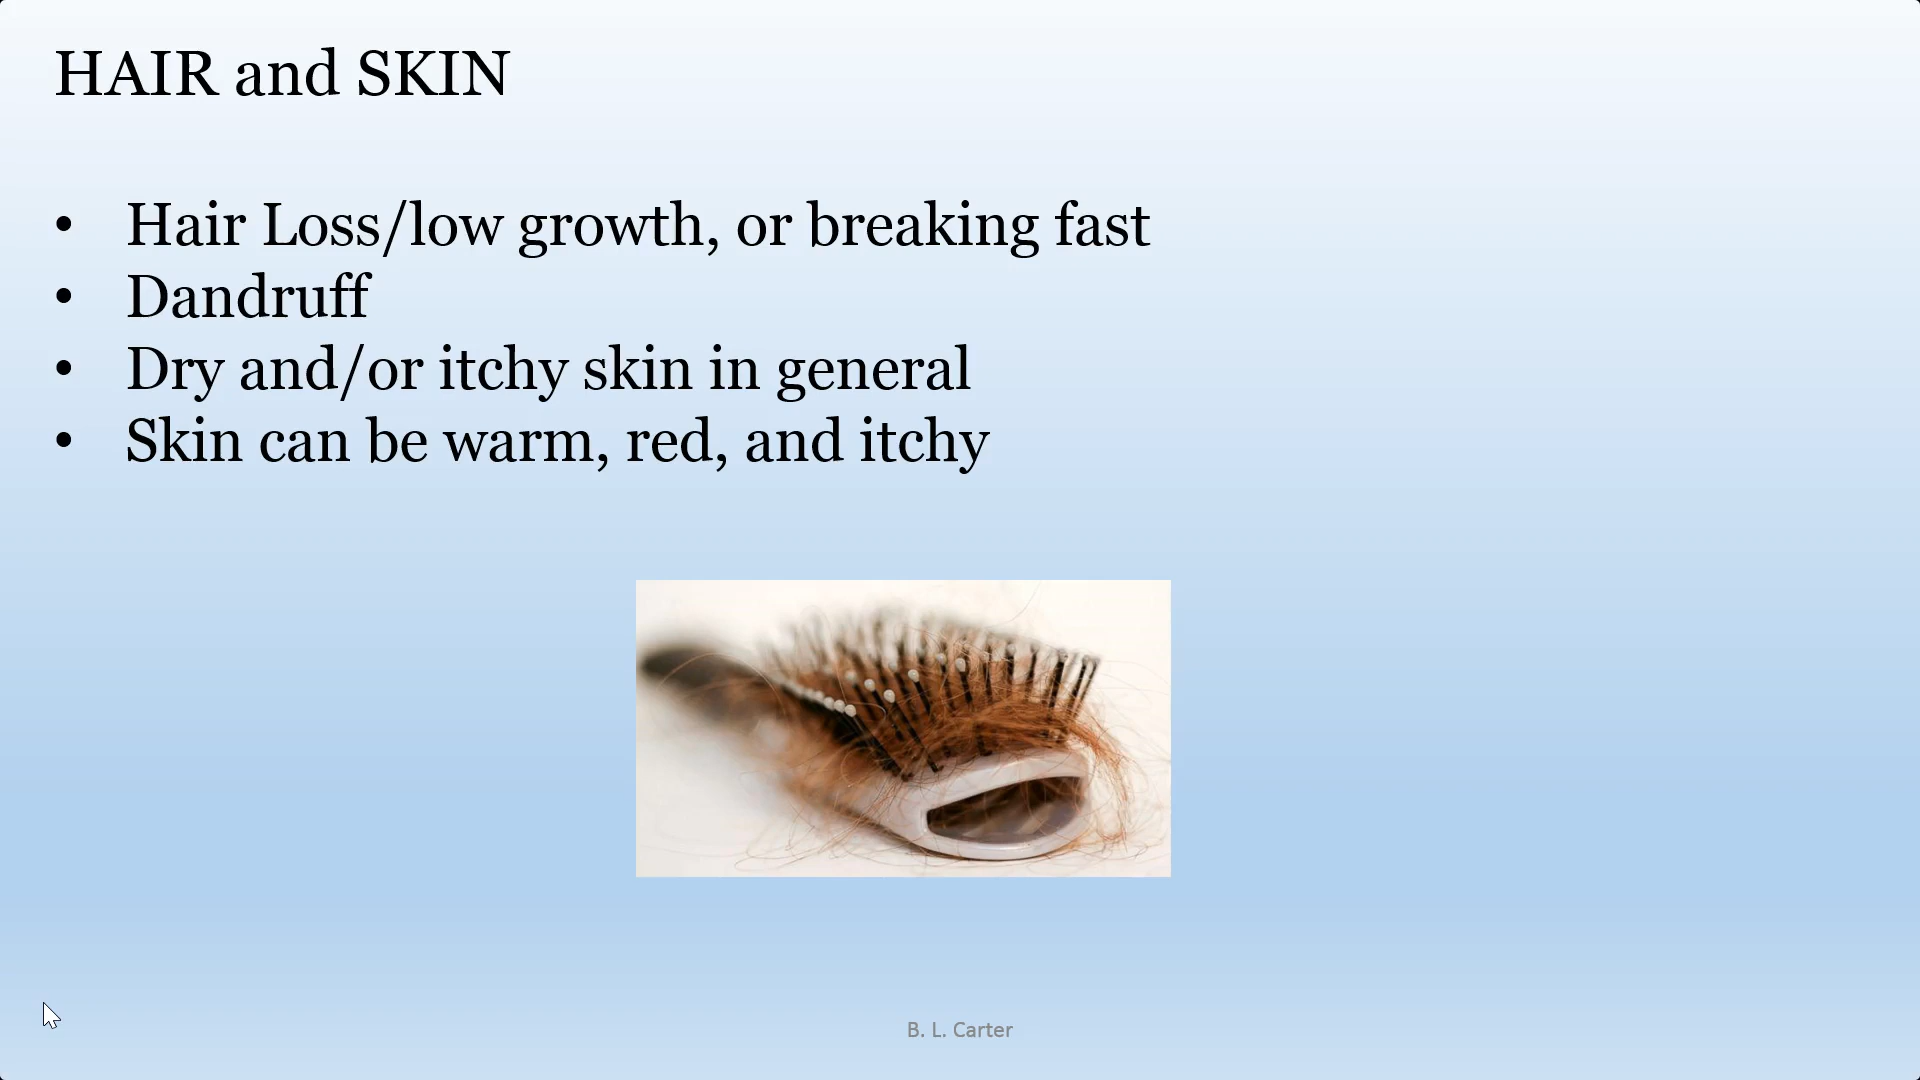 HAIR and SKIN
• Hair Loss/low growth, or breaking fast
• Dandruff
• Dry and/or itchy skin in general
• Skin can be warm, red, and itchy
B. L. Carter